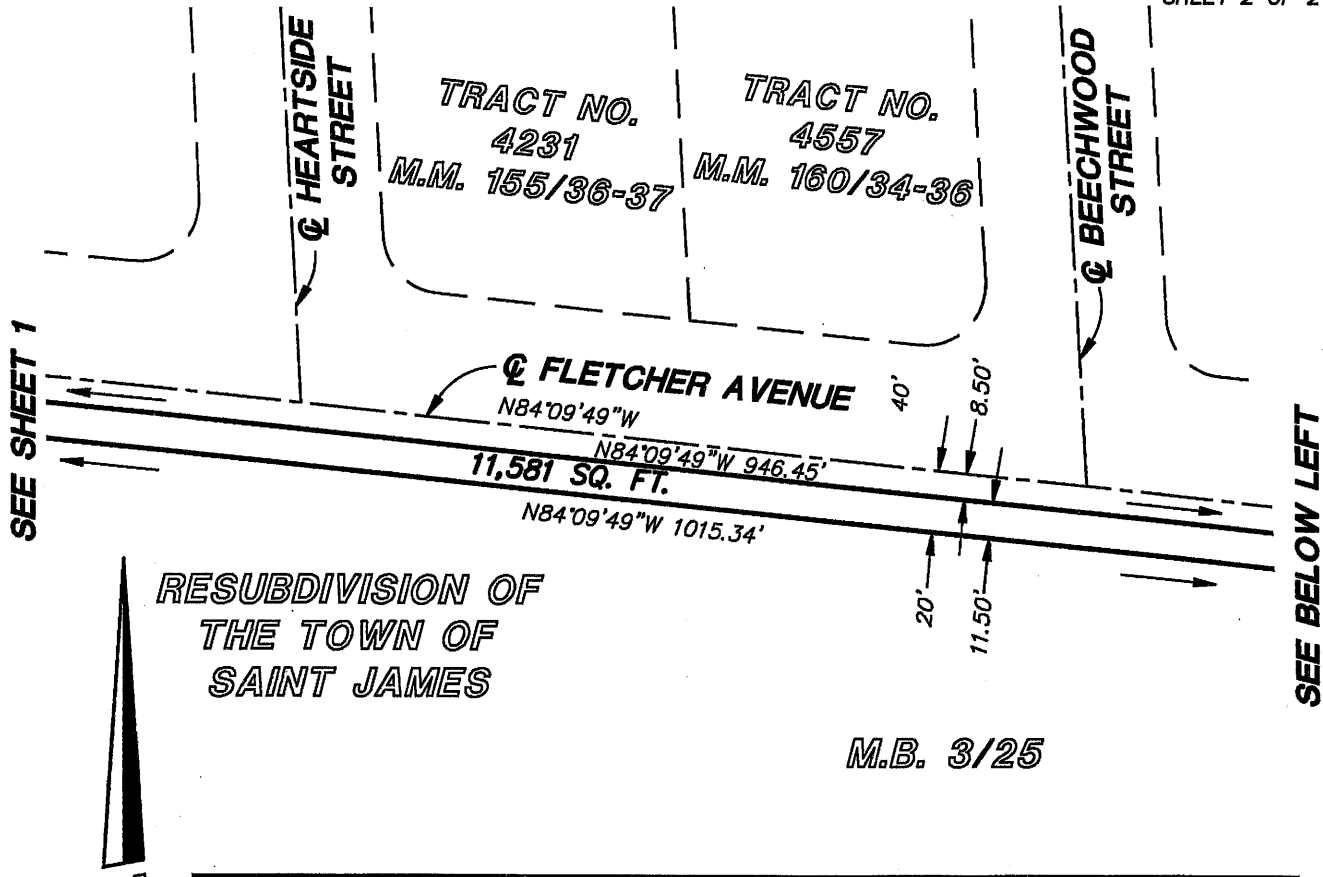 SHEET 2 OF 2
℄ HEARTSIDE
STREET
TRACT NO.
4231
M.M. 155/36-37
TRACT NO.
4557
M.M. 160/34-36
℄ BEECHWOOD
STREET
SEE SHEET 1
℄ FLETCHER AVENUE
N84°09'49"W
40'
8.50'
N84°09'49"W 946.45'
11,581 SQ. FT.
N84°09'49"W 1015.34'
20'
11.50'
SEE BELOW LEFT
RESUBDIVISION OF
THE TOWN OF
SAINT JAMES
M.B. 3/25